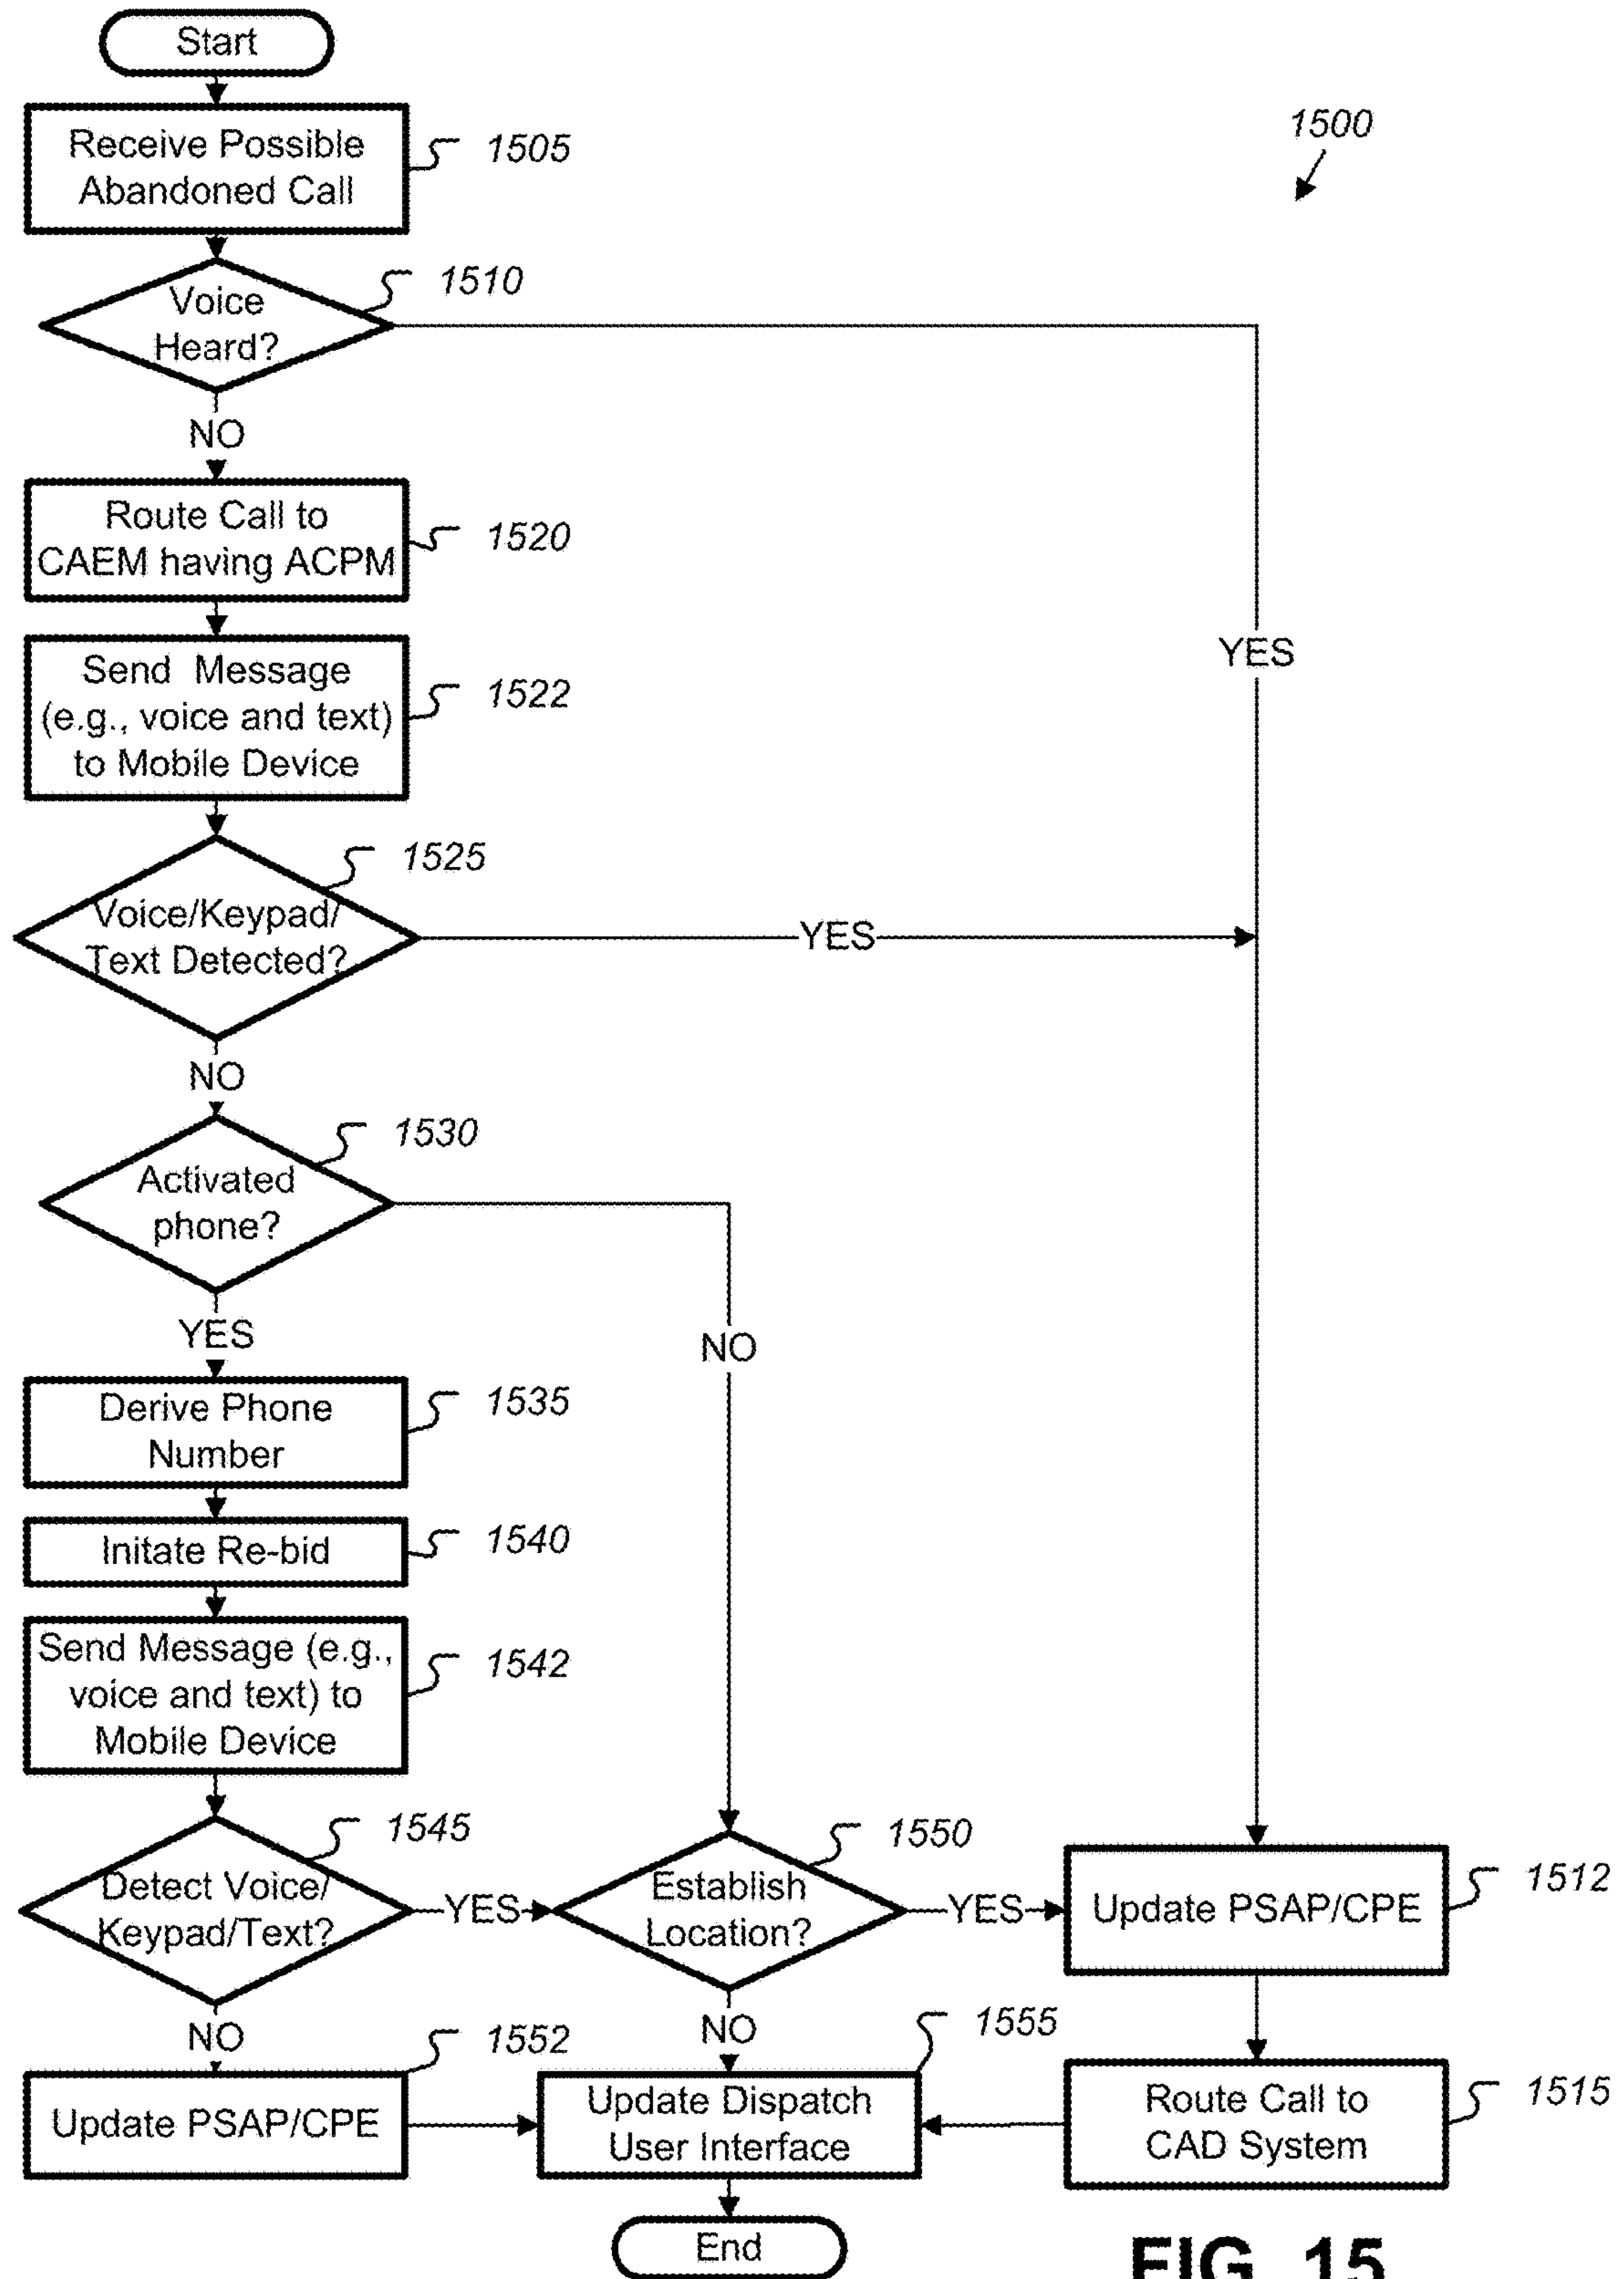 Start
1500
Receive Possible
Abandoned Call
1505
Voice
Heard?
1510
NO
YES
Route Call to
CAEM having ACPM
1520
Send Message
(e.g., voice and text)
to Mobile Device
1522
Voice/Keypad/
Text Detected?
1525
YES
NO
Activated
phone?
1530
YES
NO
Derive Phone
Number
1535
Initate Re-bid
1540
Send Message (e.g.,
voice and text) to
Mobile Device
1542
Detect Voice/
Keypad/Text?
1545
YES
Establish
Location?
1550
YES
Update PSAP/CPE
1512
NO
NO
Update PSAP/CPE
1552
Update Dispatch
User Interface
1555
Route Call to
CAD System
1515
End
FIG. 15